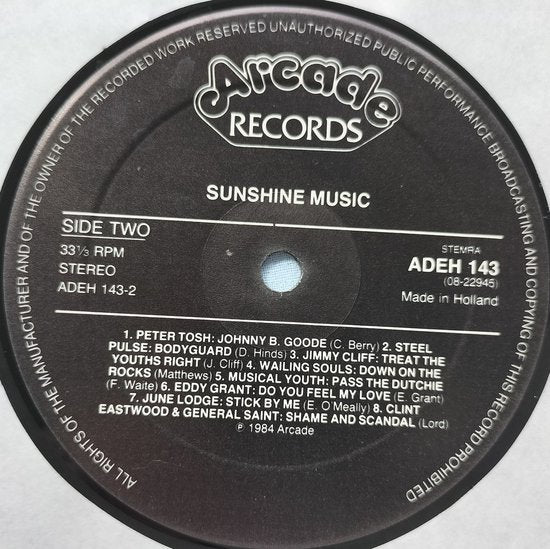 ALL RIGHTS OF THE MANUFACTURER AND OF THE OWNER OF THE RECORDED WORK RESERVED UNAUTHORIZED PUBLIC PERFORMANCE BROADCASTING AND COPYING OF THIS RECORD PROHIBITED
Arcade
RECORDS
SUNSHINE MUSIC
SIDE TWO
33⅓ RPM
STEREO
ADEH 143-2
STEMRA
ADEH 143
(08-22945)
Made in Holland
1. PETER TOSH: JOHNNY B. GOODE (C. Berry) 2. STEEL
PULSE: BODYGUARD (D. Hinds) 3. JIMMY CLIFF: TREAT THE
YOUTHS RIGHT (J. Cliff) 4. WAILING SOULS: DOWN ON THE
ROCKS (Matthews) 5. MUSICAL YOUTH: PASS THE DUTCHIE
(F. Waite) 6. EDDY GRANT: DO YOU FEEL MY LOVE (E. Grant)
7. JUNE LODGE: STICK BY ME (E. O Meally) 8. CLINT
EASTWOOD & GENERAL SAINT: SHAME AND SCANDAL (Lord)
℗ 1984 Arcade